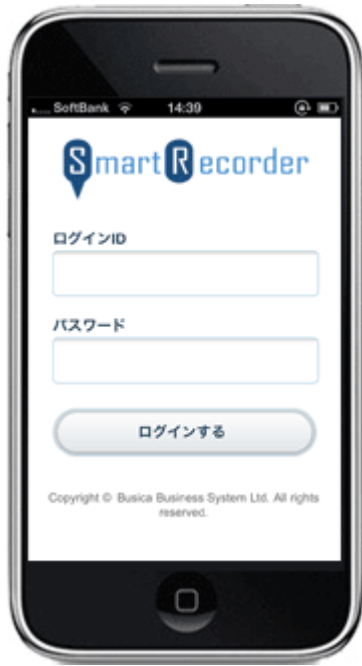 SoftBank 14:39
SmartRecorder
ログインID
パスワード
ログインする
Copyright © Busica Business System Ltd. All rights
reserved.